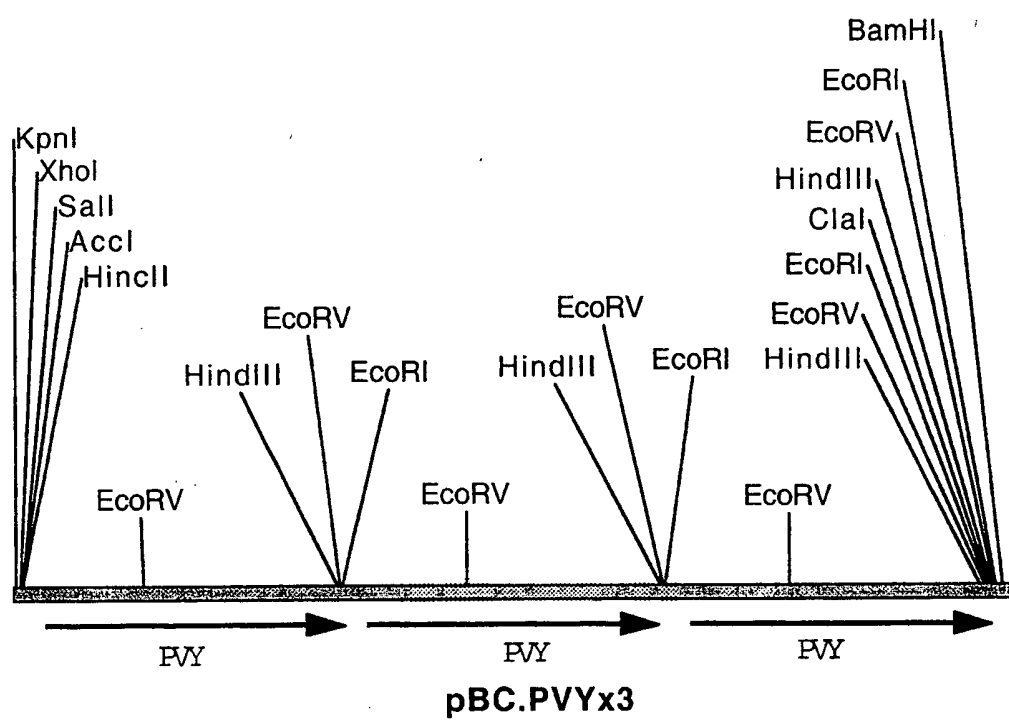 BamHI
EcoRI
EcoRV
KpnI
XhoI
HindIII
SalI
ClaI
AccI
EcoRI
HincII
EcoRV
EcoRV
EcoRV
HindIII
EcoRI
HindIII
EcoRI
HindIII
EcoRV
EcoRV
EcoRV
PVY
PVY
PVY
pBC.PVYx3